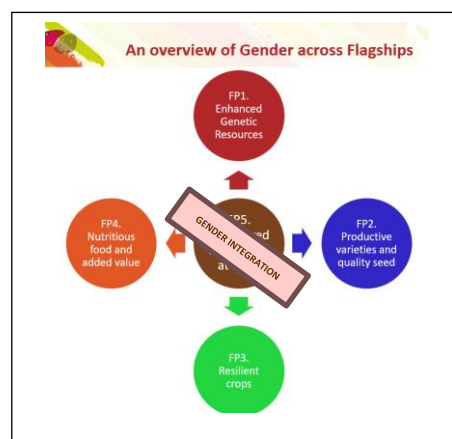 An overview of Gender across Flagships
FP1.
Enhanced
Genetic
Resources
FP4.
Nutritious
food and
added value
FP5.
GENDER INTEGRATION
FP2.
Productive
varieties and
quality seed
FP3.
Resilient
crops